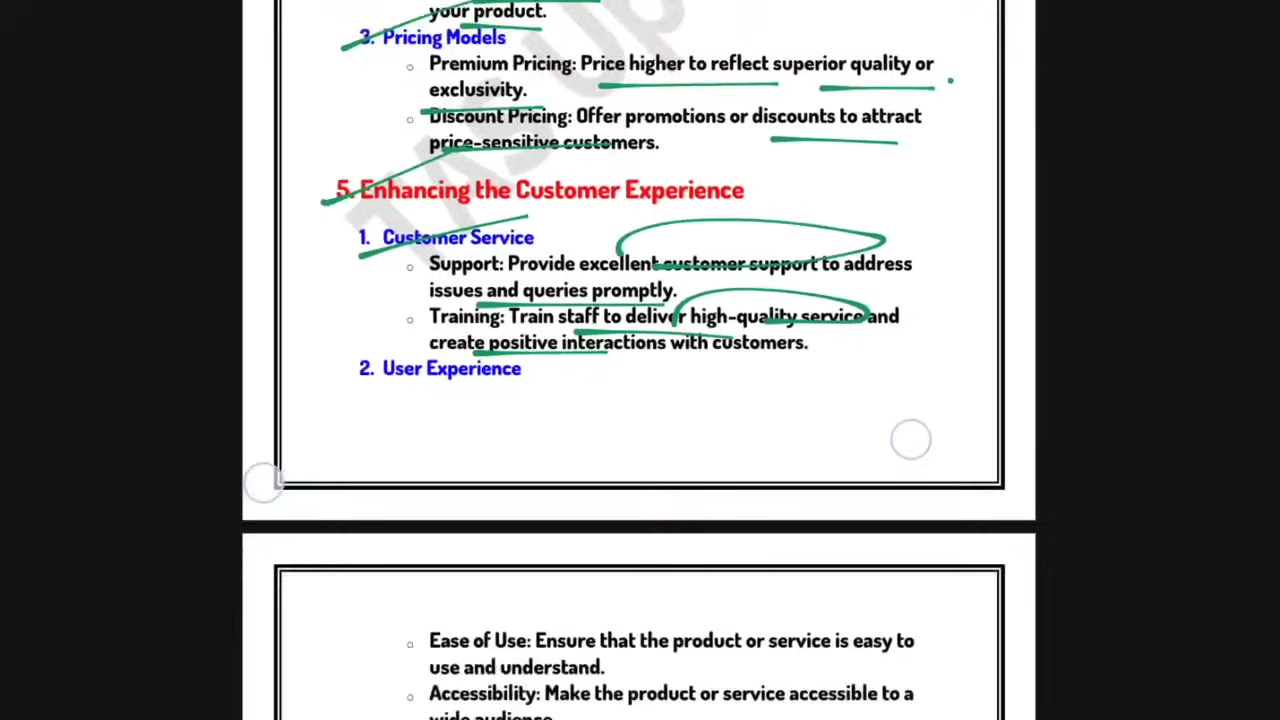 your product.
3. Pricing Models
○ Premium Pricing: Price higher to reflect superior quality or
exclusivity.
○ Discount Pricing: Offer promotions or discounts to attract
price-sensitive customers.
5. Enhancing the Customer Experience
1. Customer Service
○ Support: Provide excellent customer support to address
issues and queries promptly.
○ Training: Train staff to deliver high-quality service and
create positive interactions with customers.
2. User Experience
○ Ease of Use: Ensure that the product or service is easy to
use and understand.
○ Accessibility: Make the product or service accessible to a
wide audience.